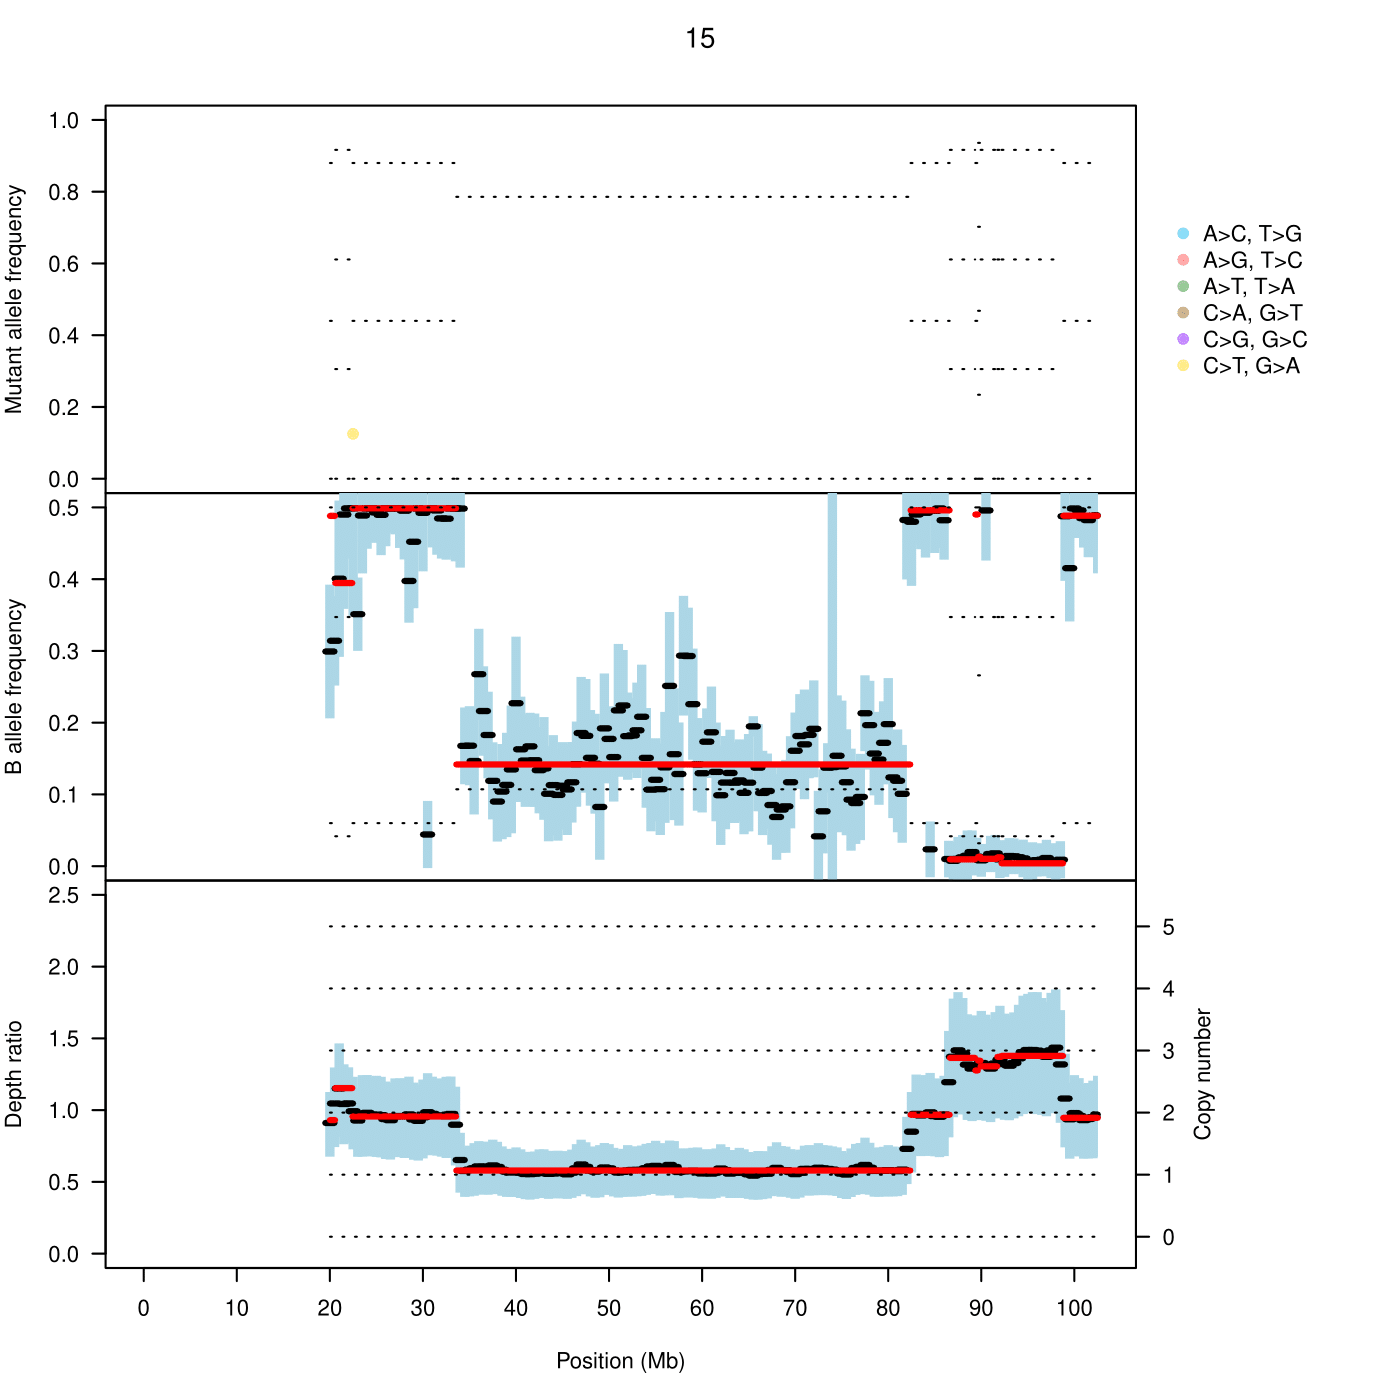 15
1.0
0.8
0.6
0.4
0.2
0.0
Mutant allele frequency
A>C, T>G
A>G, T>C
A>T, T>A
C>A, G>T
C>G, G>C
C>T, G>A
0.5
0.4
0.3
0.2
0.1
0.0
B allele frequency
2.5
2.0
1.5
1.0
0.5
0.0
Depth ratio
5
4
3
2
1
0
Copy number
0 10 20 30 40 50 60 70 80 90 100
Position (Mb)